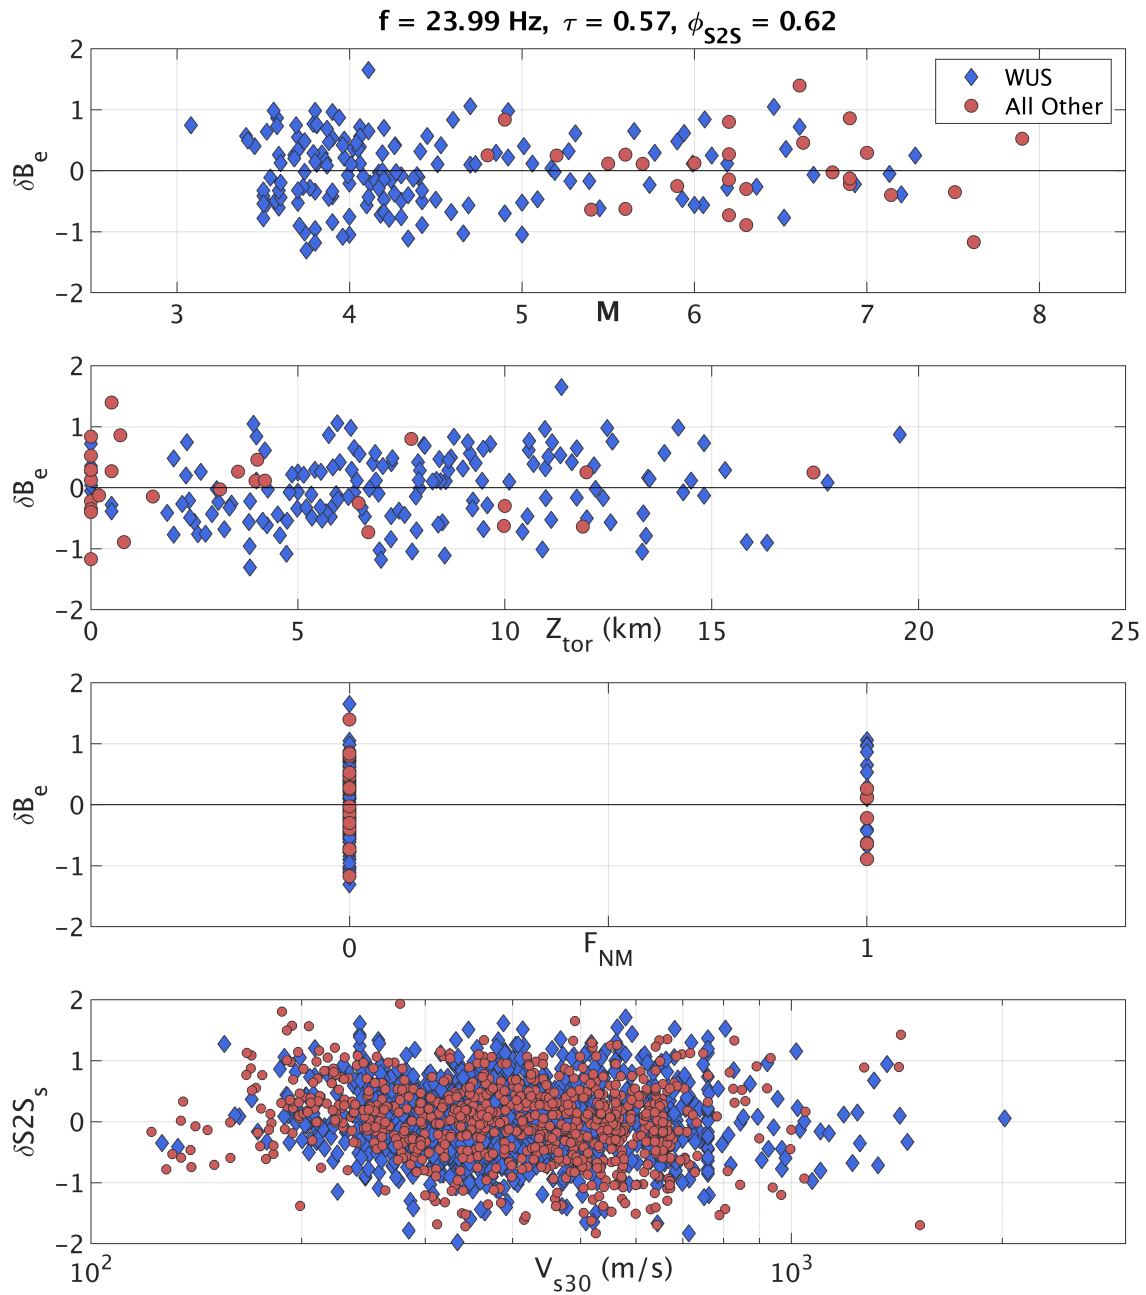 f = 23.99 Hz, τ = 0.57, ϕS2S = 0.62
2
1
0
−1
−2
δBe
WUS
All Other
3 4 5 6 7 8
M
2
1
0
−1
−2
δBe
0 5 10 15 20 25
Ztor (km)
2
1
0
−1
−2
δBe
0 1
FNM
2
1
0
−1
−2
δS2Ss
10² 10³
Vs30 (m/s)